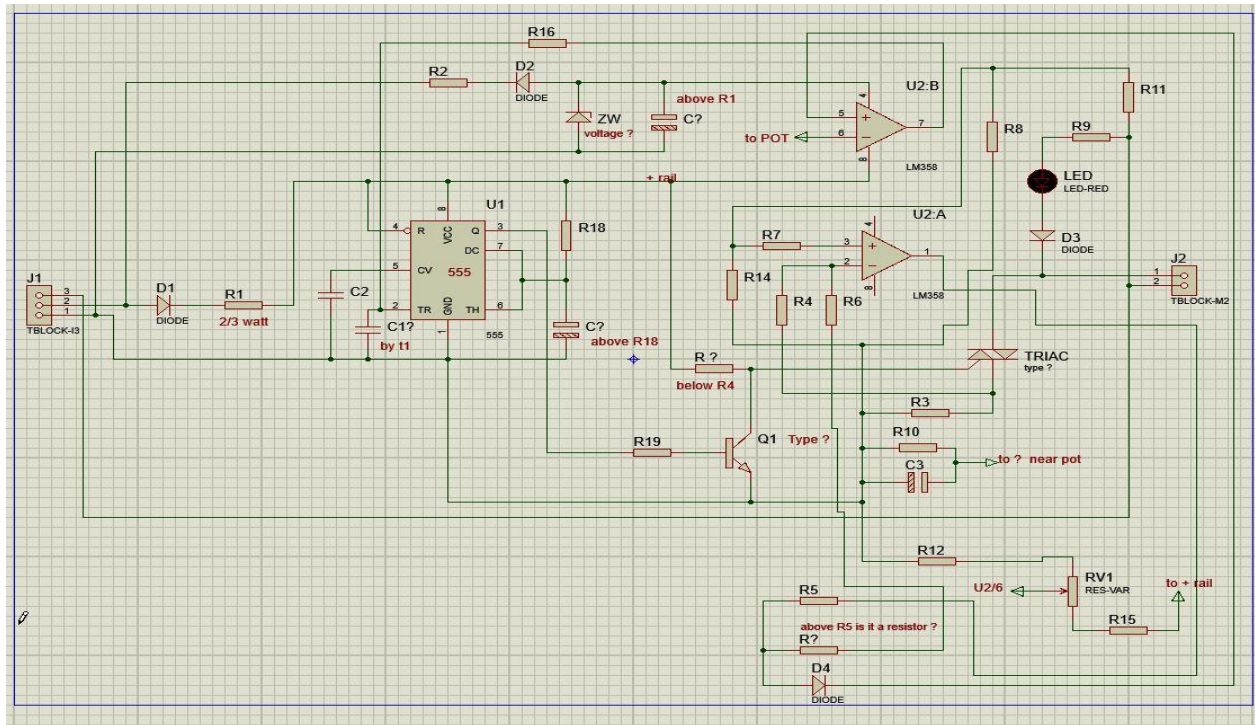 R16
R2
D2
DIODE
above R1
ZW
voltage ?
C?
to POT
5
6
4
8
7
U2:B
LM358
R8
R11
R9
LED
LED-RED
D3
DIODE
+ rail
U1
8
VCC
4
R
Q
3
DC
7
5
CV
555
2
TR
GND
TH
6
1
555
R18
C?
above R18
U2:A
4
3
2
8
1
LM358
R7
R14
R4
R6
J1
3
2
1
TBLOCK-I3
D1
DIODE
R1
2/3 watt
C2
C1?
by t1
J2
1
2
TBLOCK-M2
TRIAC
type ?
R ?
below R4
R3
R10
C3
to ? near pot
R19
Q1
Type ?
R12
U2/6
RV1
RES-VAR
to + rail
R15
R5
above R5 is it a resistor ?
R?
D4
DIODE